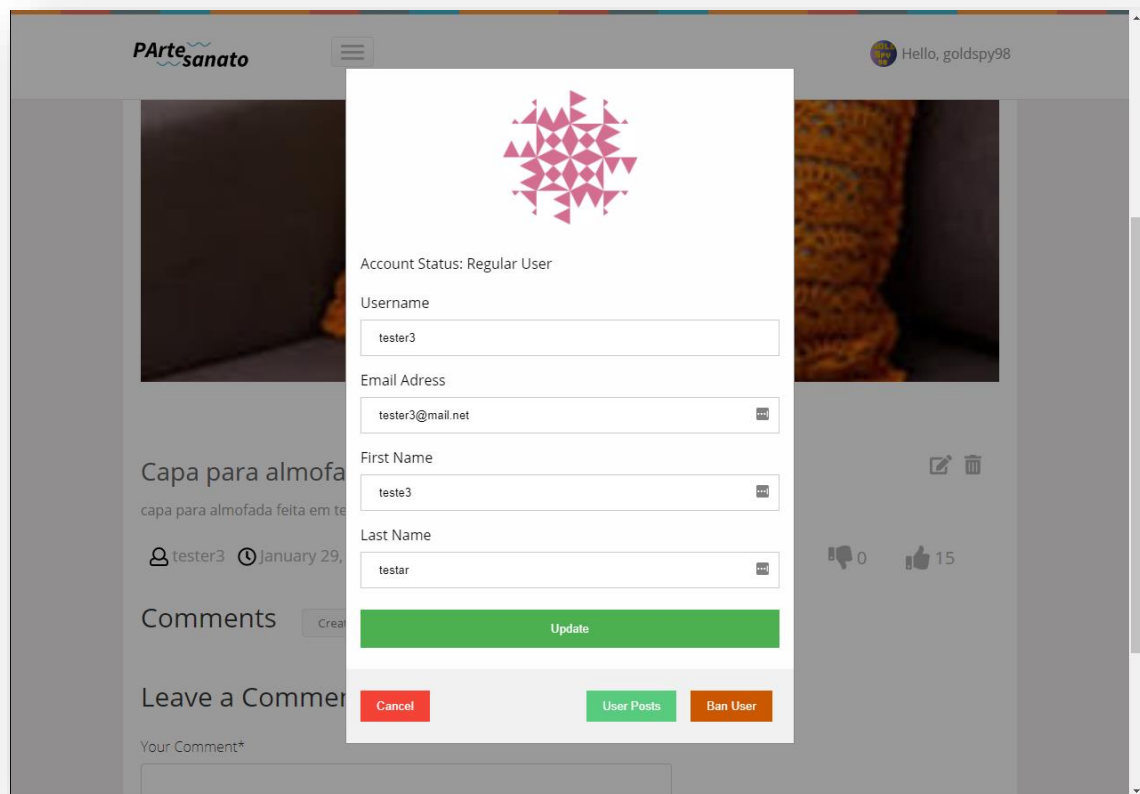 PArte sanato
Hello, goldspy98
Account Status: Regular User
Username
tester3
Email Adress
tester3@mail.net
First Name
teste3
Last Name
testar
Update
Cancel
User Posts
Ban User
Capa para almofa
capa para almofada feita em te
tester3 January 29,
0
15
Comments
Crea
Leave a Commen
Your Comment*